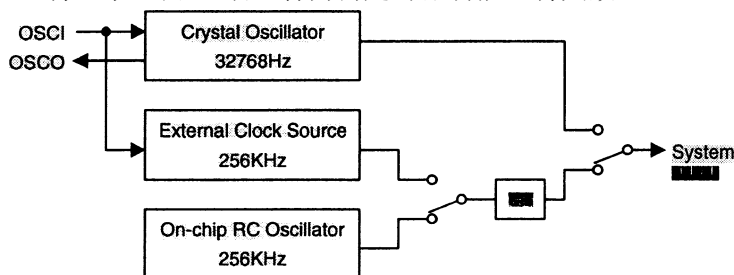 OSCI
OSCO
Crystal Oscillator
32768Hz
External Clock Source
256KHz
On-chip RC Oscillator
256KHz
System